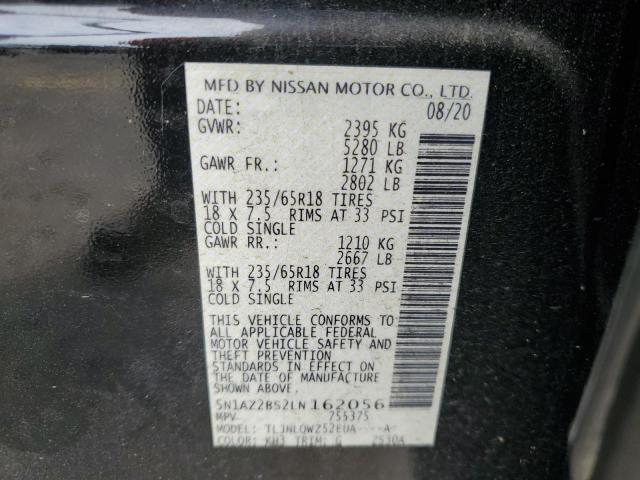 MFD BY NISSAN MOTOR CO., LTD.
DATE: 08/20
GVWR: 2395 KG
5280 LB
GAWR FR.: 1271 KG
2802 LB
WITH 235/65R18 TIRES
18 X 7.5 RIMS AT 33 PSI
COLD SINGLE
GAWR RR.: 1210 KG
2667 LB
WITH 235/65R18 TIRES
18 X 7.5 RIMS AT 33 PSI
COLD SINGLE
THIS VEHICLE CONFORMS TO
ALL APPLICABLE FEDERAL
MOTOR VEHICLE SAFETY AND
THEFT PREVENTION
STANDARDS IN EFFECT ON
THE DATE OF MANUFACTURE
SHOWN ABOVE.
5N1AZ2BS2LN162056
MPV 755375
MODEL: TLJNLQWZ52EUA----A-
COLOR: KH3 TRIM: G 2530A